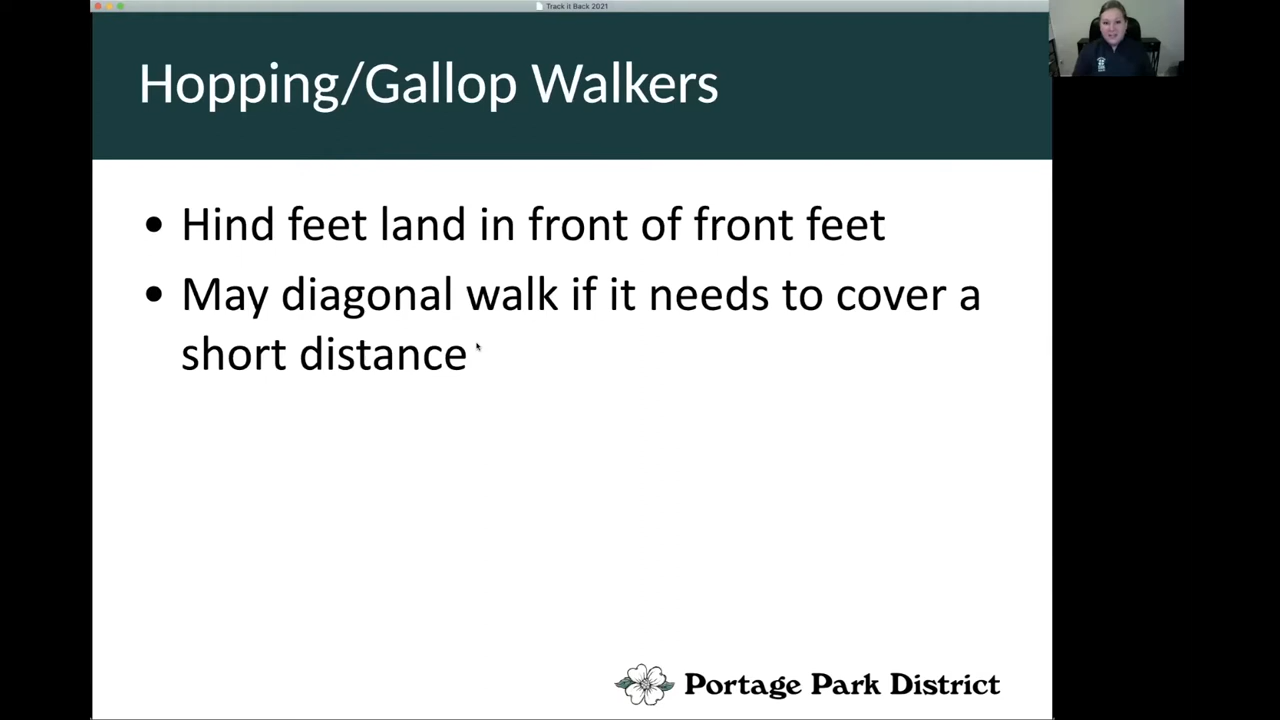 Track it Back 2021
Hopping/Gallop Walkers
• Hind feet land in front of front feet
• May diagonal walk if it needs to cover a
short distance
Portage Park District